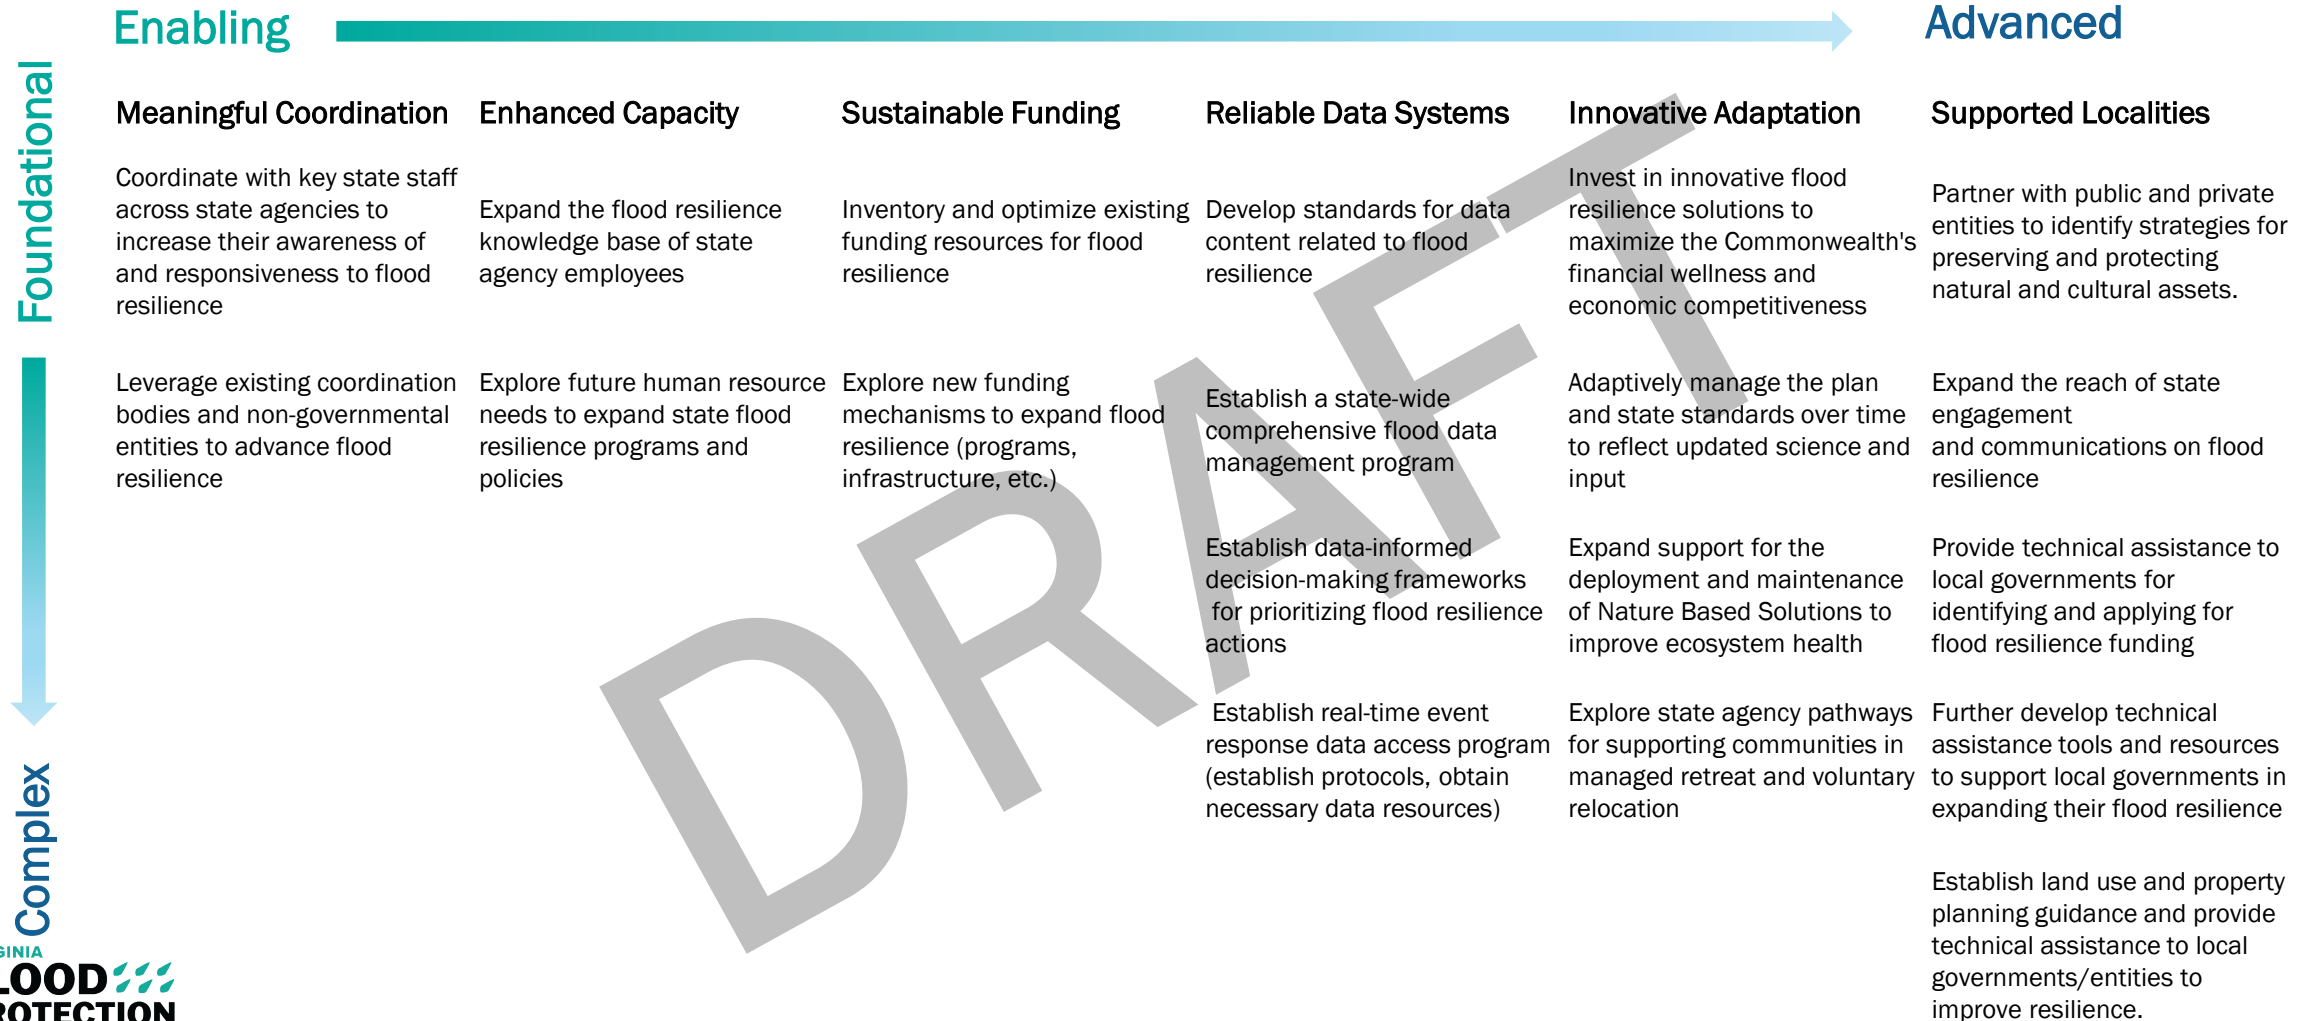 Enabling
Advanced
Foundational
Complex
Meaningful Coordination
Coordinate with key state staff
across state agencies to
increase their awareness of
and responsiveness to flood
resilience
Leverage existing coordination
bodies and non-governmental
entities to advance flood
resilience
Enhanced Capacity
Expand the flood resilience
knowledge base of state
agency employees
Explore future human resource
needs to expand state flood
resilience programs and
policies
Sustainable Funding
Inventory and optimize existing
funding resources for flood
resilience
Explore new funding
mechanisms to expand flood
resilience (programs,
infrastructure, etc.)
Reliable Data Systems
Develop standards for data
content related to flood
resilience
Establish a state-wide
comprehensive flood data
management program
Establish data-informed
decision-making frameworks
for prioritizing flood resilience
actions
Establish real-time event
response data access program
(establish protocols, obtain
necessary data resources)
Innovative Adaptation
Invest in innovative flood
resilience solutions to
maximize the Commonwealth's
financial wellness and
economic competitiveness
Adaptively manage the plan
and state standards over time
to reflect updated science and
input
Expand support for the
deployment and maintenance
of Nature Based Solutions to
improve ecosystem health
Explore state agency pathways
for supporting communities in
managed retreat and voluntary
relocation
Supported Localities
Partner with public and private
entities to identify strategies for
preserving and protecting
natural and cultural assets.
Expand the reach of state
engagement
and communications on flood
resilience
Provide technical assistance to
local governments for
identifying and applying for
flood resilience funding
Further develop technical
assistance tools and resources
to support local governments in
expanding their flood resilience
Establish land use and property
planning guidance and provide
technical assistance to local
governments/entities to
improve resilience.
DRAFT
GINIA
LOOD
ROTECTION